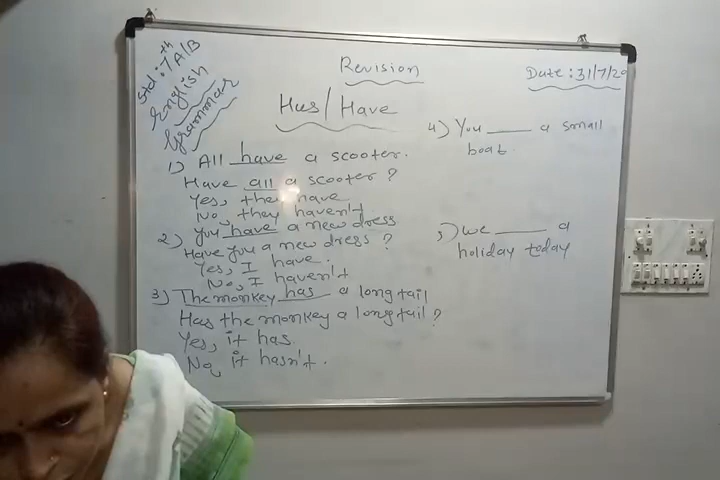 Std : 7th A/B
English
Grammar
Revision
Date : 31/7/20
Has / Have
1) All have a scooter.
Have all a scooter ?
Yes, they have
No, they haven't
2) you have a new dress
Have you a new dress ?
Yes, I have.
No, I haven't
3) The monkey has a long tail
Has the monkey a long tail ?
Yes, it has.
No, it hasn't.
4) You ____ a small
boat.
5) we ____ a
holiday today